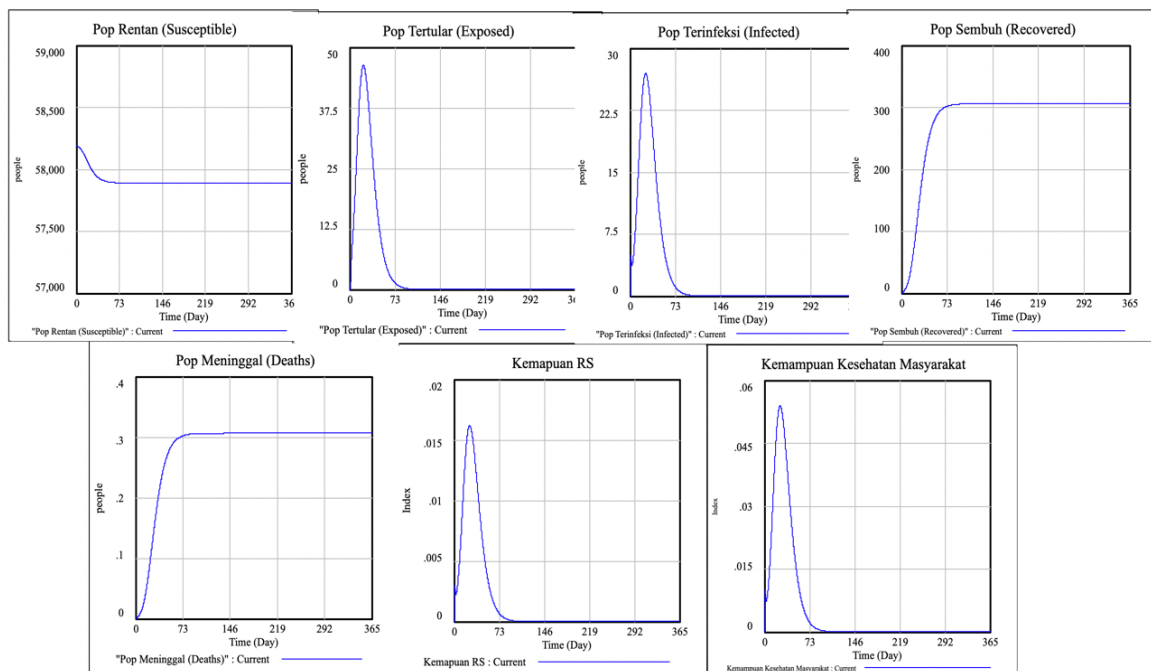 Pop Rentan (Susceptible)
59,000
58,500
58,000
57,500
57,000
people
0 73 146 219 292 36
Time (Day)
"Pop Rentan (Susceptible)" : Current
Pop Tertular (Exposed)
50
37.5
25
12.5
0
people
0 73 146 219 292 36
Time (Day)
"Pop Tertular (Exposed)" : Current
Pop Terinfeksi (Infected)
30
22.5
15
7.5
0
people
0 73 146 219 292 36
Time (Day)
"Pop Terinfeksi (Infected)" : Current
Pop Sembuh (Recovered)
400
300
200
100
0
people
0 73 146 219 292 365
Time (Day)
"Pop Sembuh (Recovered)" : Current
Pop Meninggal (Deaths)
.4
.3
.2
.1
0
people
0 73 146 219 292 365
Time (Day)
"Pop Meninggal (Deaths)" : Current
Kemapuan RS
.02
.015
.01
.005
0
Index
0 73 146 219 292 365
Time (Day)
Kemapuan RS : Current
Kemampuan Kesehatan Masyarakat
.06
.045
.03
.015
0
Index
0 73 146 219 292 365
Time (Day)
Kemampuan Kesehatan Masyarakat : Current